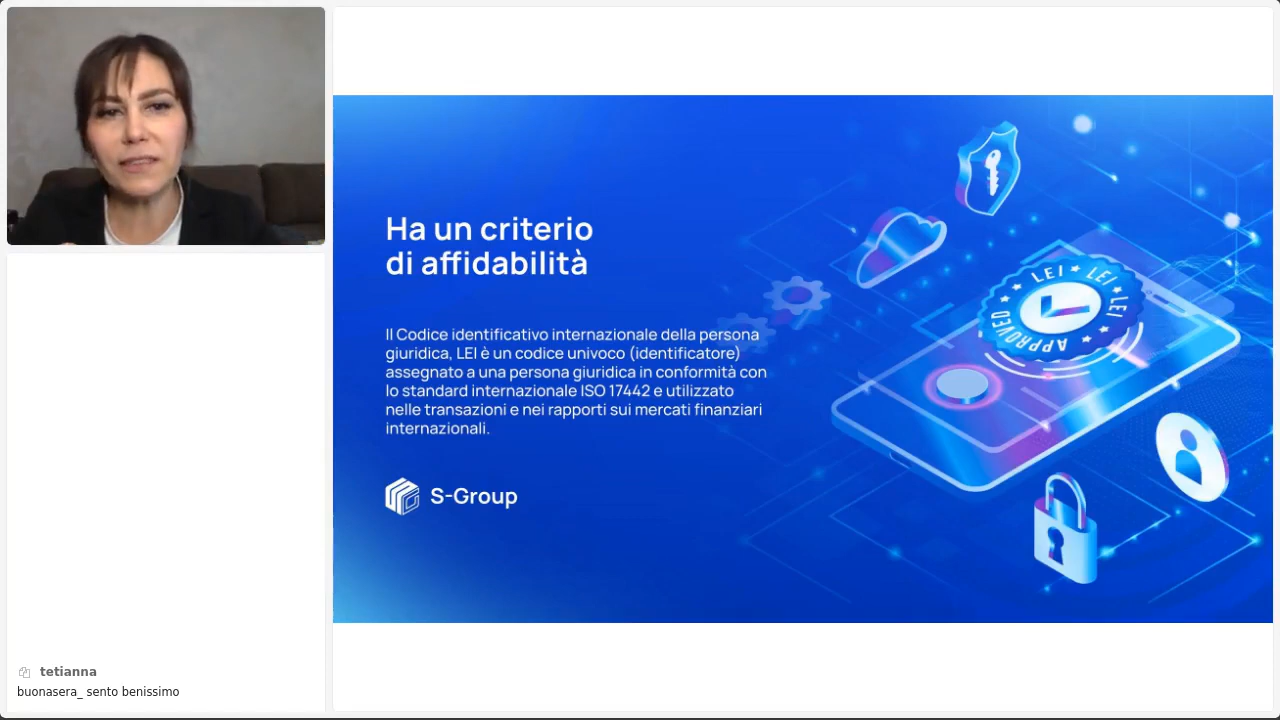 Ha un criterio
di affidabilità
Il Codice identificativo internazionale della persona
giuridica, LEI è un codice univoco (identificatore)
assegnato a una persona giuridica in conformità con
lo standard internazionale ISO 17442 e utilizzato
nelle transazioni e nei rapporti sui mercati finanziari
internazionali.
S-Group
LEI ★ LEI ★ LEI ★ APPROVED ★
tetianna
buonasera_ sento benissimo